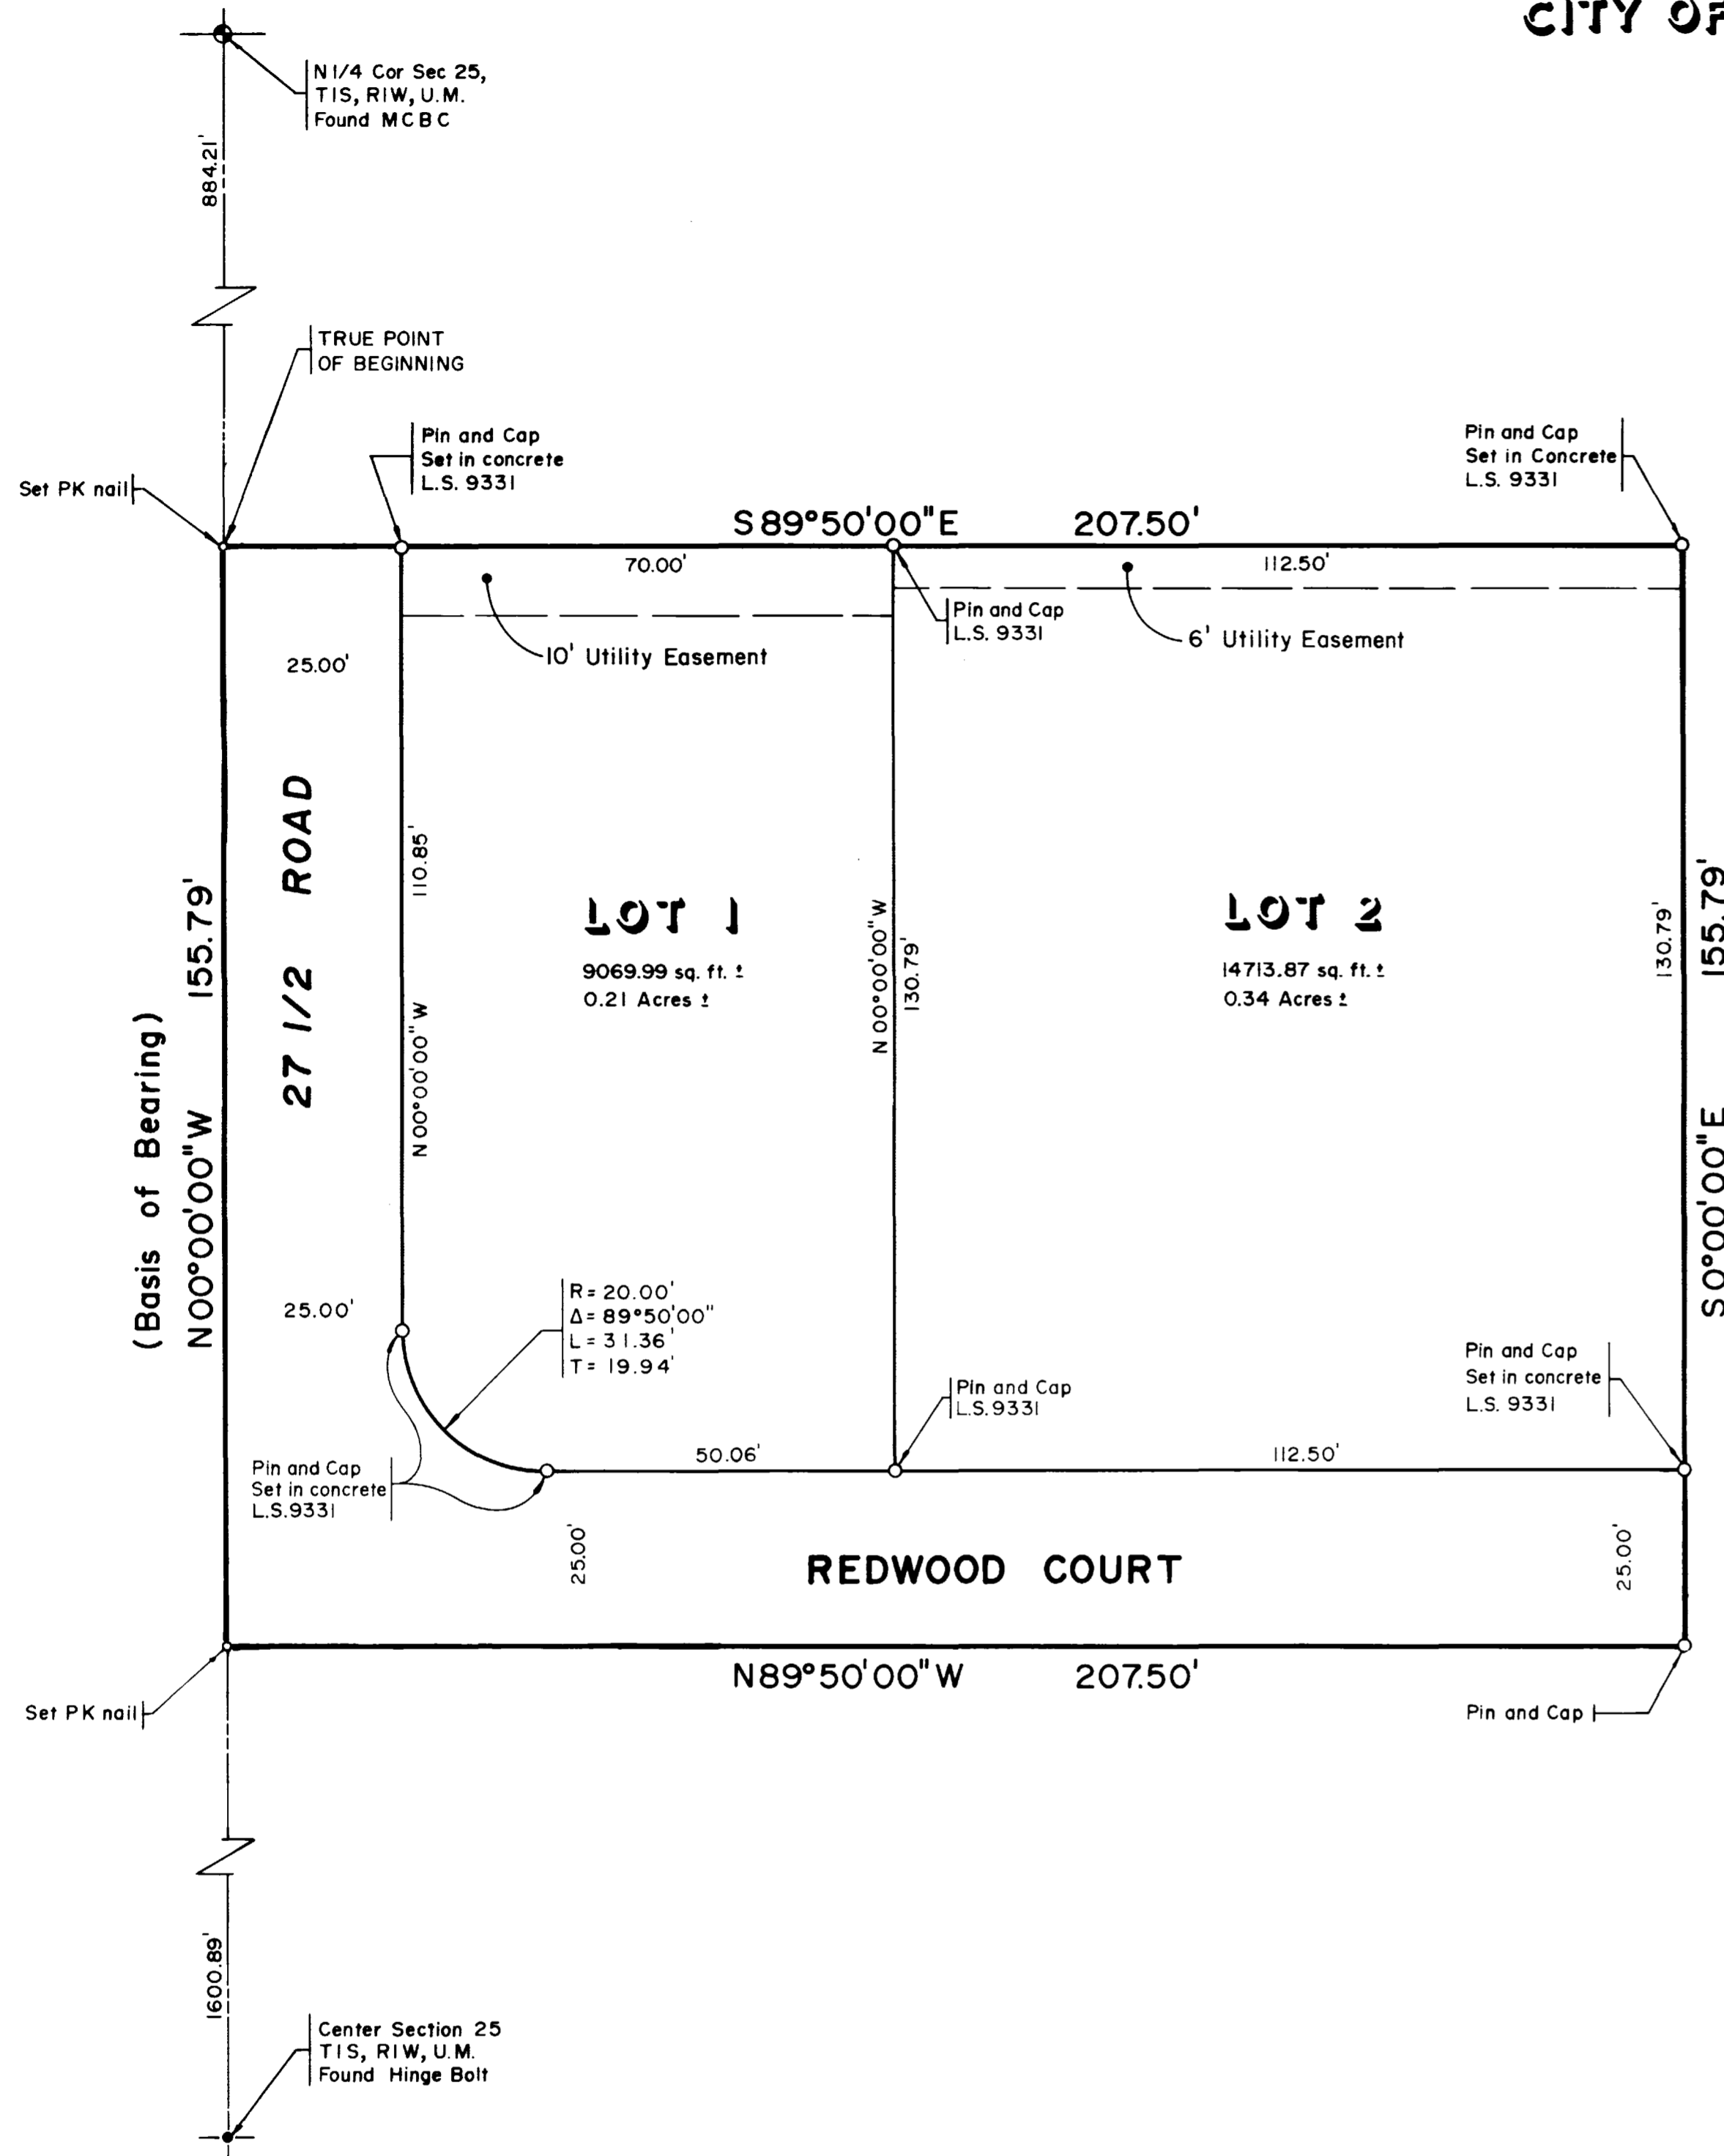 CITY OF
N 1/4 Cor Sec 25,
T1S, R1W, U.M.
Found MCBC
884.21'
TRUE POINT
OF BEGINNING
Set PK nail
Pin and Cap
Set in concrete
L.S. 9331
Pin and Cap
Set in Concrete
L.S. 9331
S 89°50'00"E 207.50'
70.00'
112.50'
Pin and Cap
L.S. 9331
10' Utility Easement
6' Utility Easement
25.00'
27 1/2 ROAD
110.85'
N 00°00'00"W
(Basis of Bearing)
N 00°00'00"W 155.79'
LOT 1
9069.99 sq. ft. ±
0.21 Acres ±
N 00°00'00"W
130.79'
LOT 2
14713.87 sq. ft. ±
0.34 Acres ±
130.79'
S 0°00'00"E 155.79'
25.00'
R = 20.00'
Δ = 89°50'00"
L = 31.36'
T = 19.94'
Pin and Cap
Set in concrete
L.S. 9331
Pin and Cap
L.S. 9331
Pin and Cap
Set in concrete
L.S. 9331
50.06'
112.50'
25.00'
REDWOOD COURT
25.00'
N 89°50'00"W 207.50'
Set PK nail
Pin and Cap
1600.89'
Center Section 25
T1S, R1W, U.M.
Found Hinge Bolt